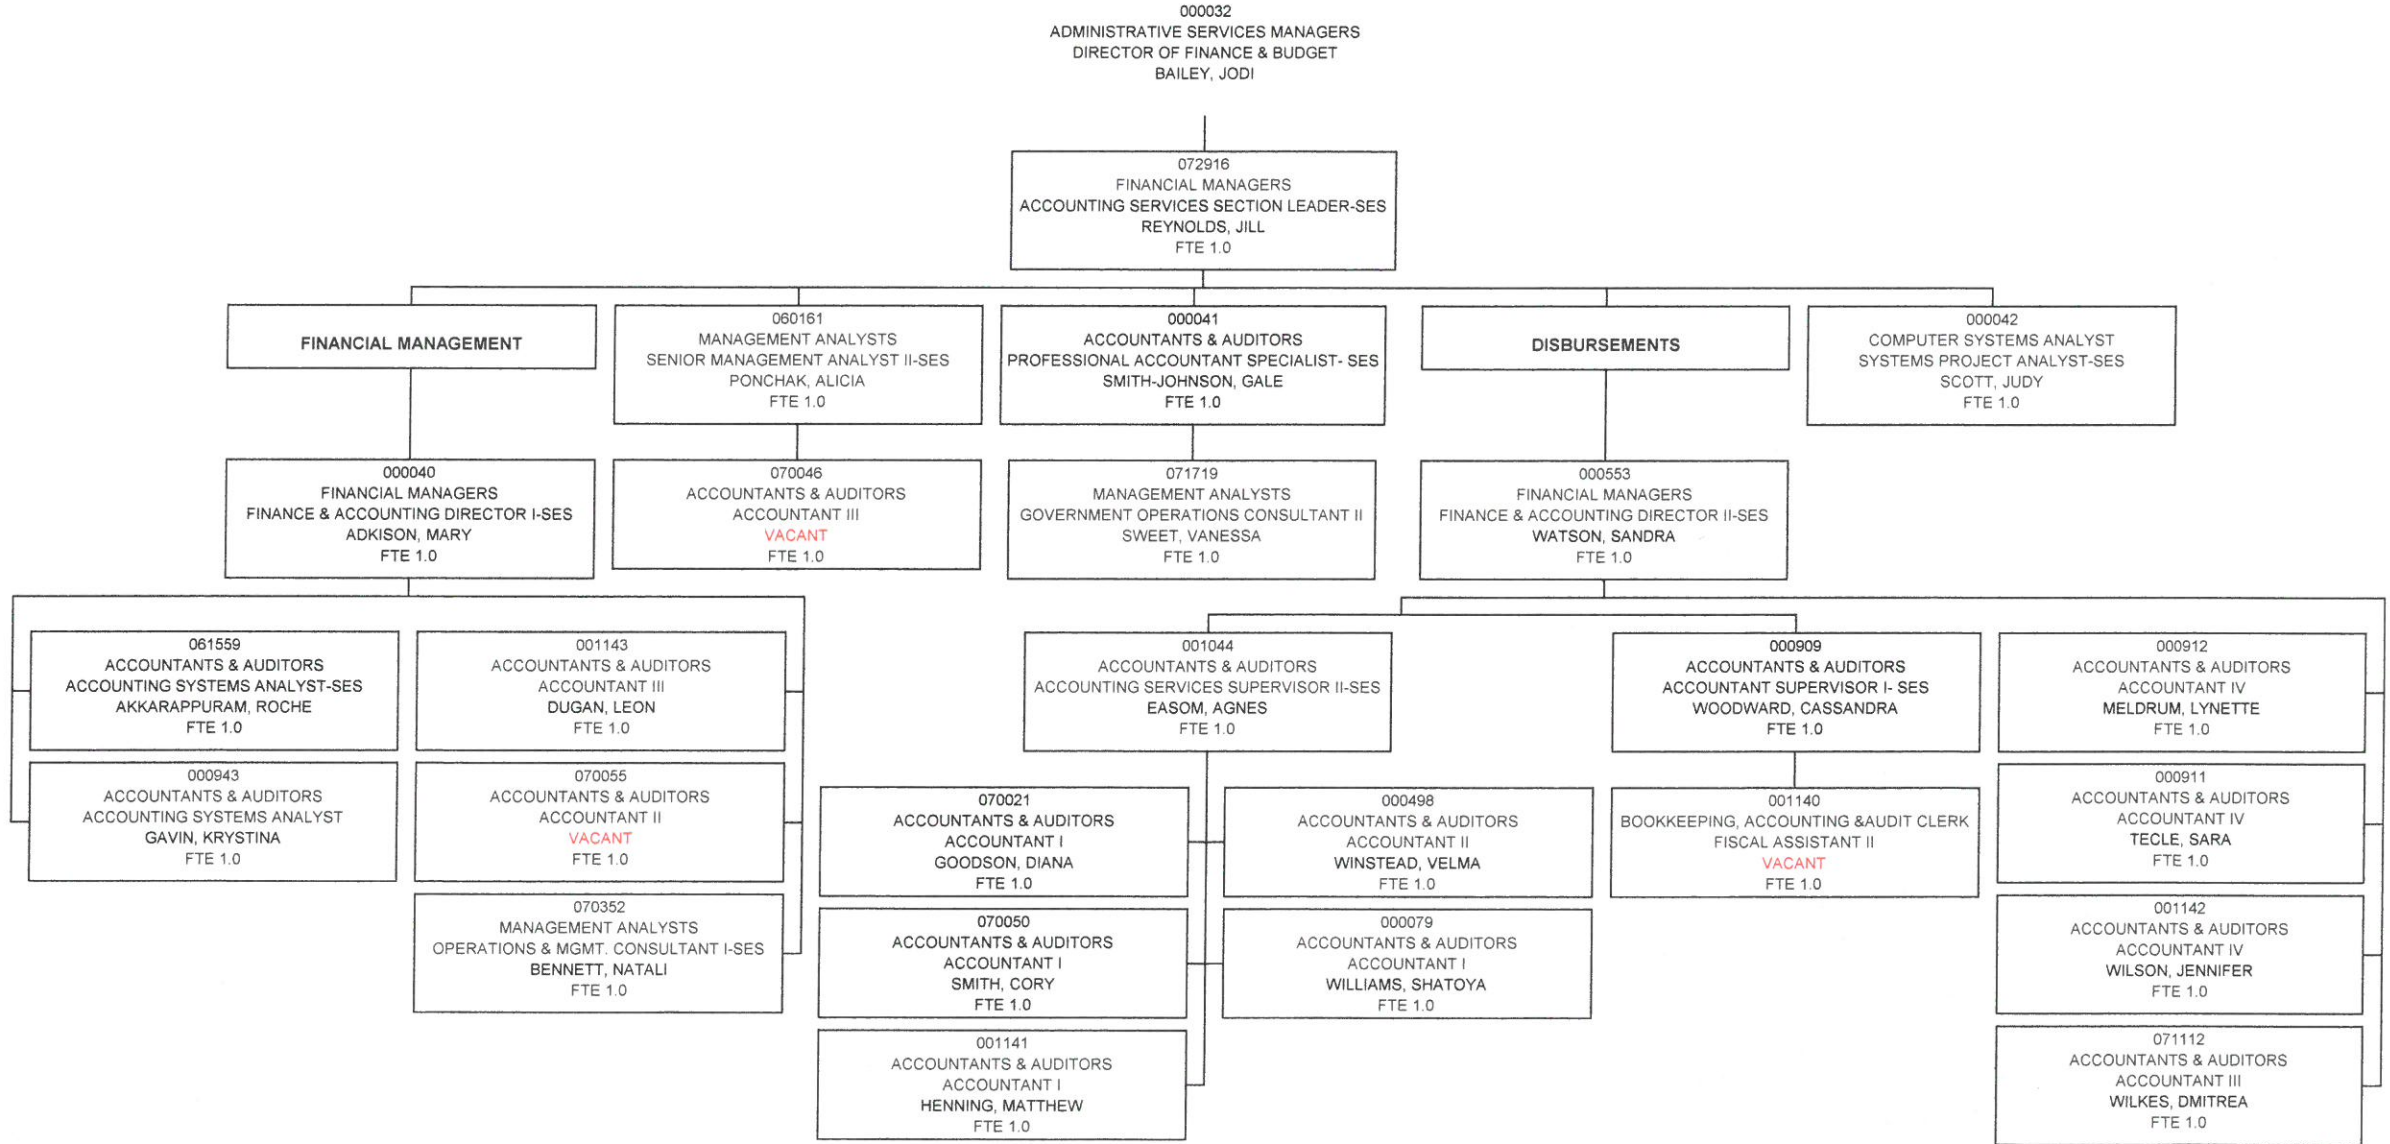 000032
ADMINISTRATIVE SERVICES MANAGERS
DIRECTOR OF FINANCE & BUDGET
BAILEY, JODI
072916
FINANCIAL MANAGERS
ACCOUNTING SERVICES SECTION LEADER-SES
REYNOLDS, JILL
FTE 1.0
FINANCIAL MANAGEMENT
060161
MANAGEMENT ANALYSTS
SENIOR MANAGEMENT ANALYST II-SES
PONCHAK, ALICIA
FTE 1.0
000041
ACCOUNTANTS & AUDITORS
PROFESSIONAL ACCOUNTANT SPECIALIST- SES
SMITH-JOHNSON, GALE
FTE 1.0
DISBURSEMENTS
000042
COMPUTER SYSTEMS ANALYST
SYSTEMS PROJECT ANALYST-SES
SCOTT, JUDY
FTE 1.0
000040
FINANCIAL MANAGERS
FINANCE & ACCOUNTING DIRECTOR I-SES
ADKISON, MARY
FTE 1.0
070046
ACCOUNTANTS & AUDITORS
ACCOUNTANT III
VACANT
FTE 1.0
071719
MANAGEMENT ANALYSTS
GOVERNMENT OPERATIONS CONSULTANT II
SWEET, VANESSA
FTE 1.0
000553
FINANCIAL MANAGERS
FINANCE & ACCOUNTING DIRECTOR II-SES
WATSON, SANDRA
FTE 1.0
061559
ACCOUNTANTS & AUDITORS
ACCOUNTING SYSTEMS ANALYST-SES
AKKARAPPURAM, ROCHE
FTE 1.0
001143
ACCOUNTANTS & AUDITORS
ACCOUNTANT III
DUGAN, LEON
FTE 1.0
001044
ACCOUNTANTS & AUDITORS
ACCOUNTING SERVICES SUPERVISOR II-SES
EASOM, AGNES
FTE 1.0
000909
ACCOUNTANTS & AUDITORS
ACCOUNTANT SUPERVISOR I- SES
WOODWARD, CASSANDRA
FTE 1.0
000912
ACCOUNTANTS & AUDITORS
ACCOUNTANT IV
MELDRUM, LYNETTE
FTE 1.0
000943
ACCOUNTANTS & AUDITORS
ACCOUNTING SYSTEMS ANALYST
GAVIN, KRYSTINA
FTE 1.0
070055
ACCOUNTANTS & AUDITORS
ACCOUNTANT II
VACANT
FTE 1.0
070021
ACCOUNTANTS & AUDITORS
ACCOUNTANT I
GOODSON, DIANA
FTE 1.0
000498
ACCOUNTANTS & AUDITORS
ACCOUNTANT II
WINSTEAD, VELMA
FTE 1.0
001140
BOOKKEEPING, ACCOUNTING &AUDIT CLERK
FISCAL ASSISTANT II
VACANT
FTE 1.0
000911
ACCOUNTANTS & AUDITORS
ACCOUNTANT IV
TECLE, SARA
FTE 1.0
070352
MANAGEMENT ANALYSTS
OPERATIONS & MGMT. CONSULTANT I-SES
BENNETT, NATALI
FTE 1.0
070050
ACCOUNTANTS & AUDITORS
ACCOUNTANT I
SMITH, CORY
FTE 1.0
000079
ACCOUNTANTS & AUDITORS
ACCOUNTANT I
WILLIAMS, SHATOYA
FTE 1.0
001142
ACCOUNTANTS & AUDITORS
ACCOUNTANT IV
WILSON, JENNIFER
FTE 1.0
001141
ACCOUNTANTS & AUDITORS
ACCOUNTANT I
HENNING, MATTHEW
FTE 1.0
071112
ACCOUNTANTS & AUDITORS
ACCOUNTANT III
WILKES, DMITREA
FTE 1.0